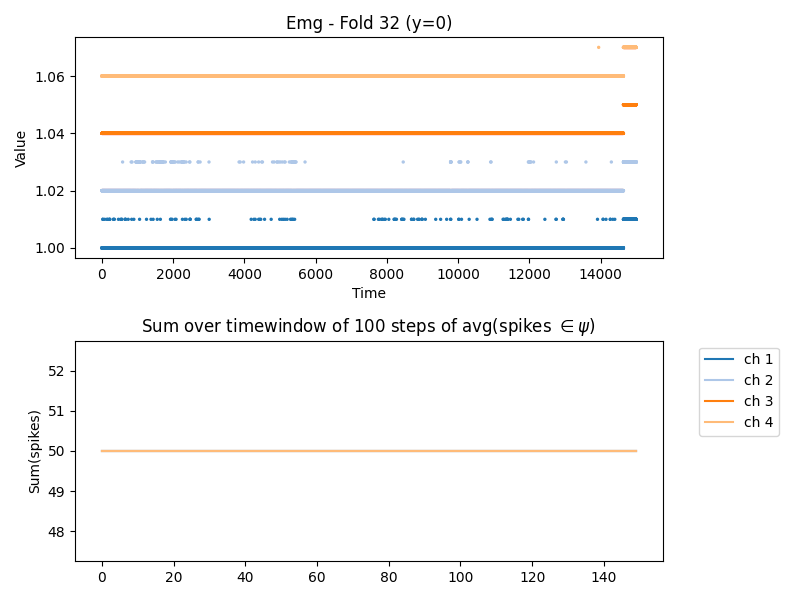 Emg - Fold 32 (y=0)
Value
1.06
1.04
1.02
1.00
0 2000 4000 6000 8000 10000 12000 14000
Time
Sum over timewindow of 100 steps of avg(spikes ∈ ψ)
Sum(spikes)
52
51
50
49
48
0 20 40 60 80 100 120 140
ch 1
ch 2
ch 3
ch 4